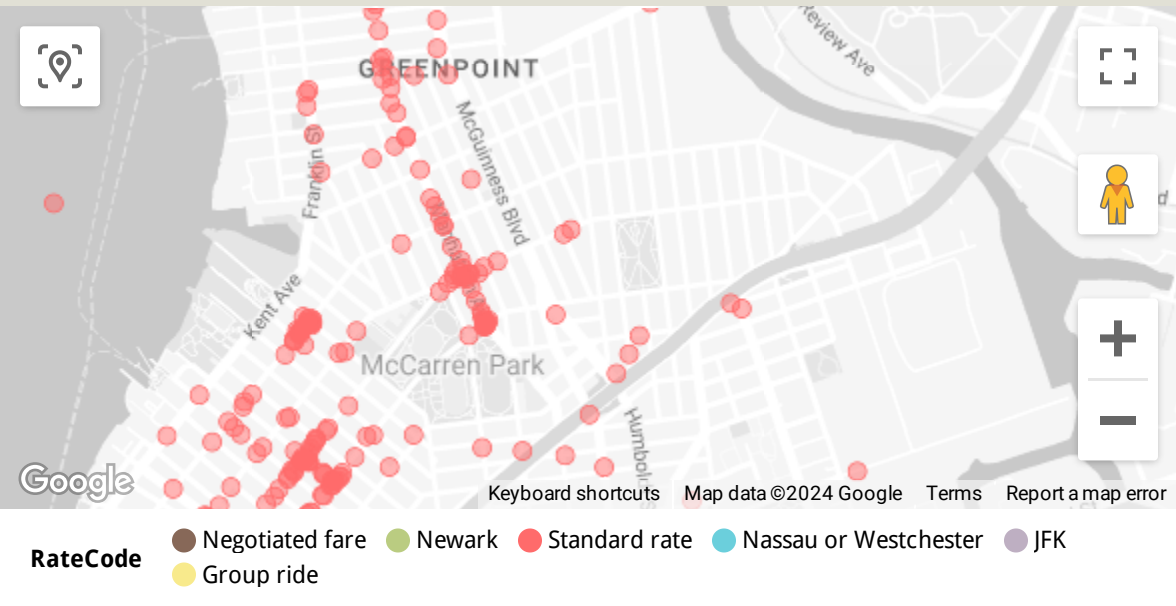 Review Ave
GREENPOINT
McGuinness Blvd
Franklin St
Kent Ave
McCarren Park
Google
Keyboard shortcuts Map data ©2024 Google Terms Report a map error
RateCode
Negotiated fare Newark Standard rate Nassau or Westchester JFK
Group ride